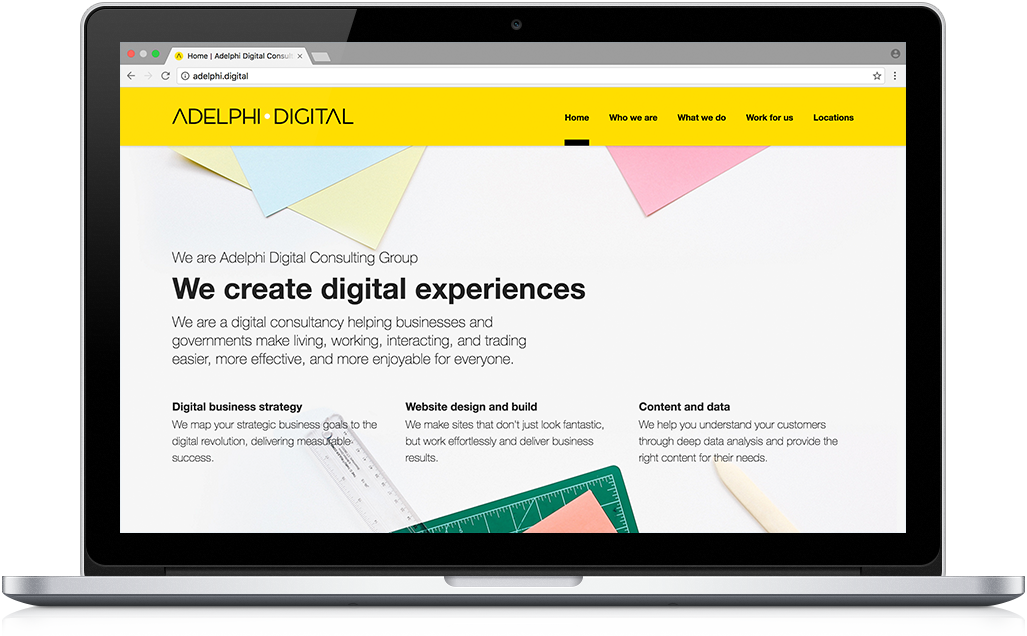 Home | Adelphi Digital Consult
adelphi.digital
ADELPHI·DIGITAL
Home Who we are What we do Work for us Locations
We are Adelphi Digital Consulting Group
We create digital experiences
We are a digital consultancy helping businesses and
governments make living, working, interacting, and trading
easier, more effective, and more enjoyable for everyone.
Digital business strategy
We map your strategic business goals to the
digital revolution, delivering measurable
success.
Website design and build
We make sites that don't just look fantastic,
but work effortlessly and deliver business
results.
Content and data
We help you understand your customers
through deep data analysis and provide the
right content for their needs.